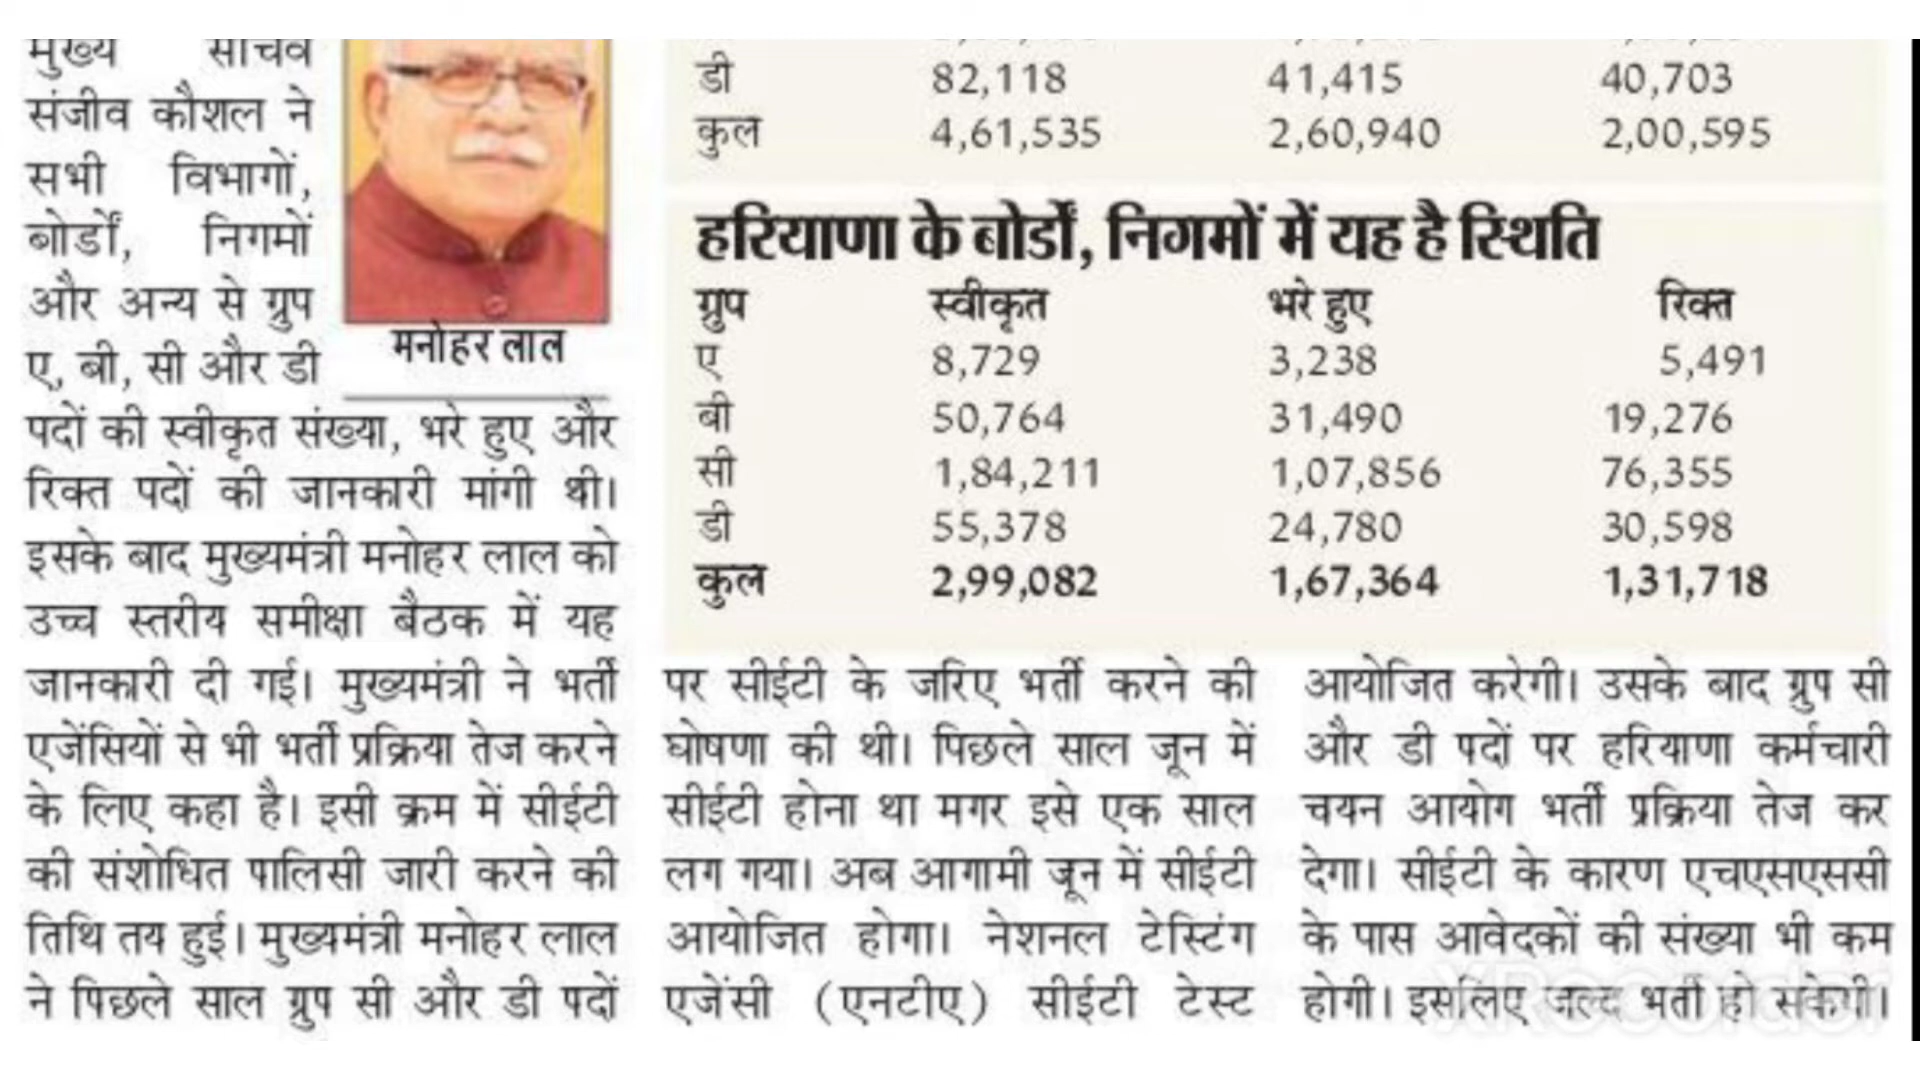 मुख्य सचिव
संजीव कौशल ने
सभी विभागों,
बोर्डों, निगमों
और अन्य से ग्रुप
ए, बी, सी और डी
पदों की स्वीकृत संख्या, भरे हुए और
रिक्त पदों की जानकारी मांगी थी।
इसके बाद मुख्यमंत्री मनोहर लाल को
उच्च स्तरीय समीक्षा बैठक में यह
जानकारी दी गई। मुख्यमंत्री ने भर्ती
एजेंसियों से भी भर्ती प्रक्रिया तेज करने
के लिए कहा है। इसी क्रम में सीईटी
की संशोधित पालिसी जारी करने की
तिथि तय हुई। मुख्यमंत्री मनोहर लाल
ने पिछले साल ग्रुप सी और डी पदों
मनोहर लाल
डी 82,118 41,415 40,703
कुल 4,61,535 2,60,940 2,00,595
हरियाणा के बोर्डों, निगमों में यह है स्थिति
ग्रुप स्वीकृत भरे हुए रिक्त
ए 8,729 3,238 5,491
बी 50,764 31,490 19,276
सी 1,84,211 1,07,856 76,355
डी 55,378 24,780 30,598
कुल 2,99,082 1,67,364 1,31,718
पर सीईटी के जरिए भर्ती करने की
घोषणा की थी। पिछले साल जून में
सीईटी होना था मगर इसे एक साल
लग गया। अब आगामी जून में सीईटी
आयोजित होगा। नेशनल टेस्टिंग
एजेंसी (एनटीए) सीईटी टेस्ट
आयोजित करेगी। उसके बाद ग्रुप सी
और डी पदों पर हरियाणा कर्मचारी
चयन आयोग भर्ती प्रक्रिया तेज कर
देगा। सीईटी के कारण एचएसएससी
के पास आवेदकों की संख्या भी कम
होगी। इसलिए जल्द भर्ती हो सकेगी।
XRecorder